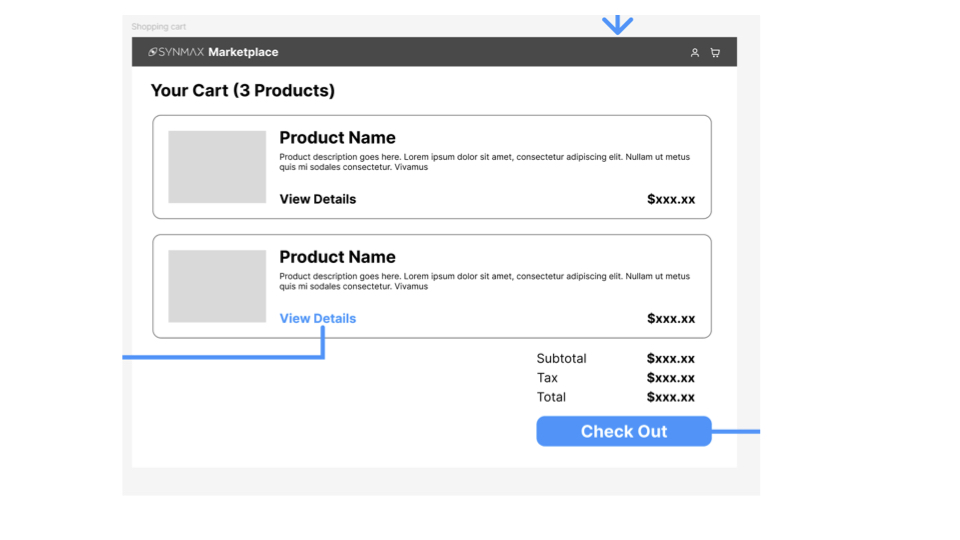 Shopping cart
SYNMAX Marketplace
Your Cart (3 Products)
Product Name
Product description goes here. Lorem ipsum dolor sit amet, consectetur adipiscing elit. Nullam ut metus
quis mi sodales consectetur. Vivamus
View Details $xxx.xx
Product Name
Product description goes here. Lorem ipsum dolor sit amet, consectetur adipiscing elit. Nullam ut metus
quis mi sodales consectetur. Vivamus
View Details $xxx.xx
Subtotal $xxx.xx
Tax $xxx.xx
Total $xxx.xx
Check Out